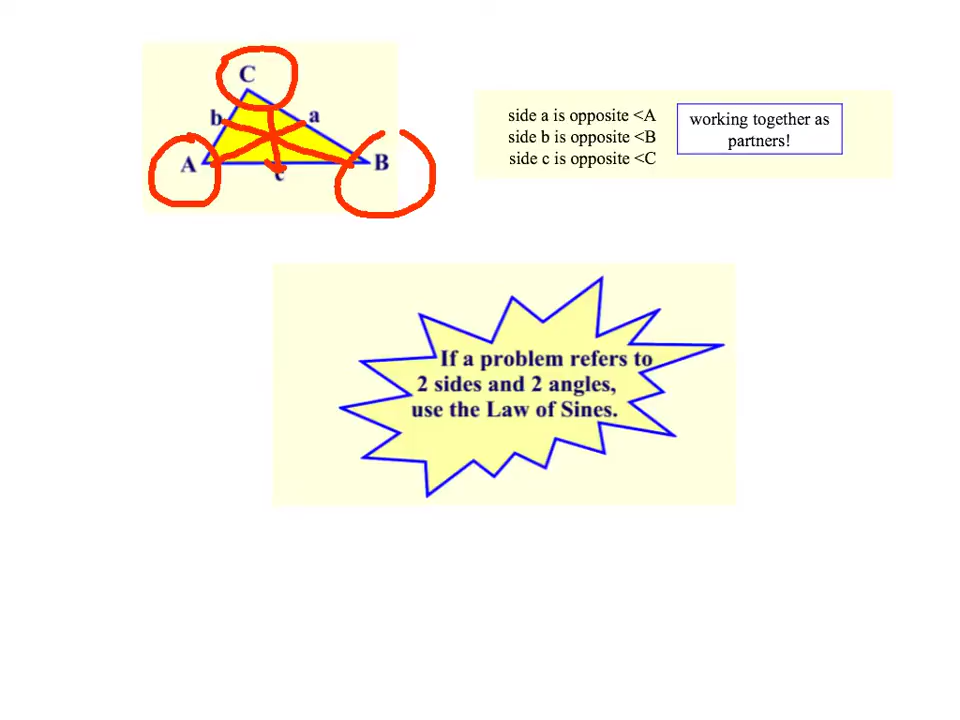 C
b
a
A
B
c
side a is opposite <A
side b is opposite <B
side c is opposite <C
working together as
partners!
If a problem refers to
2 sides and 2 angles,
use the Law of Sines.